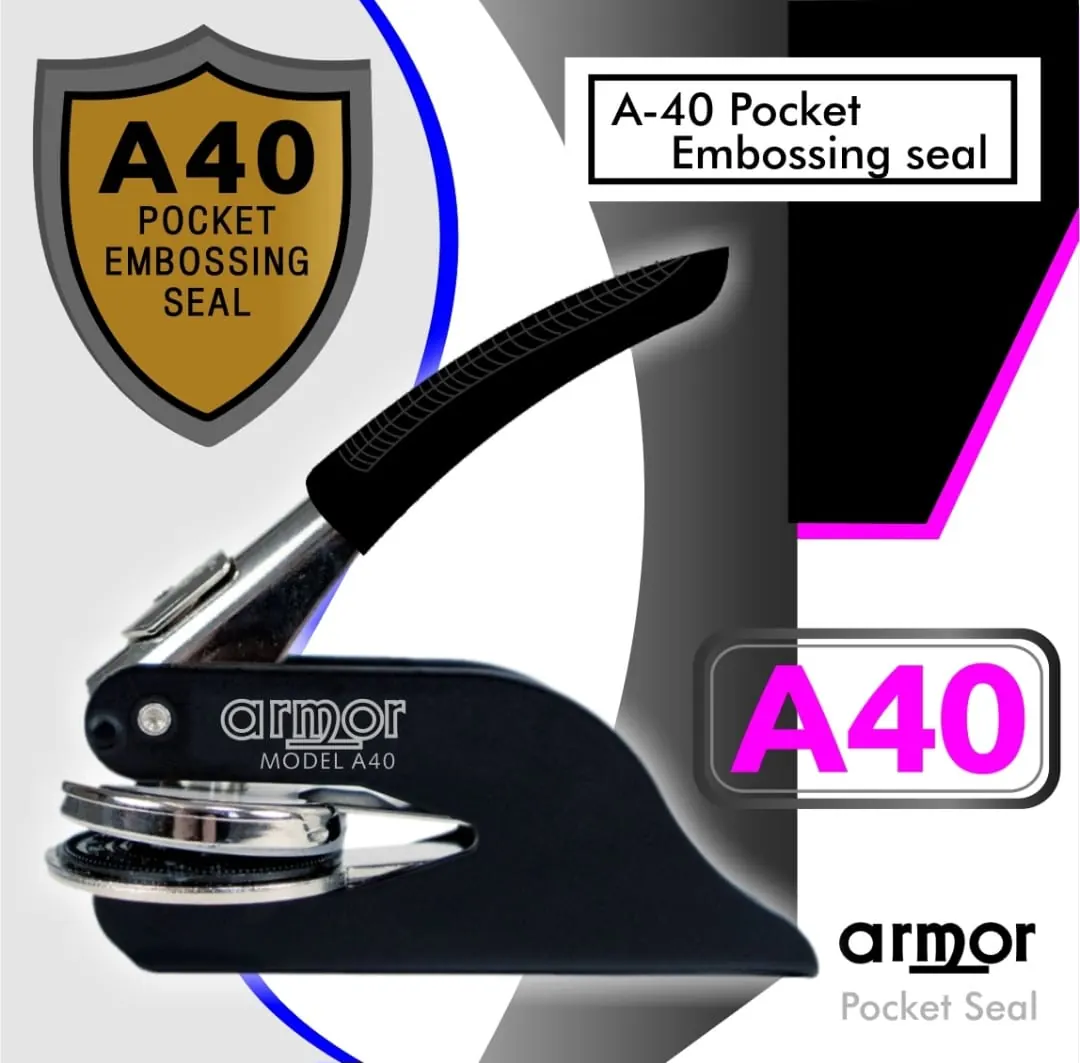 A40
POCKET
EMBOSSING
SEAL
A-40 Pocket
Embossing seal
armor
MODEL A40
A40
armor
Pocket Seal